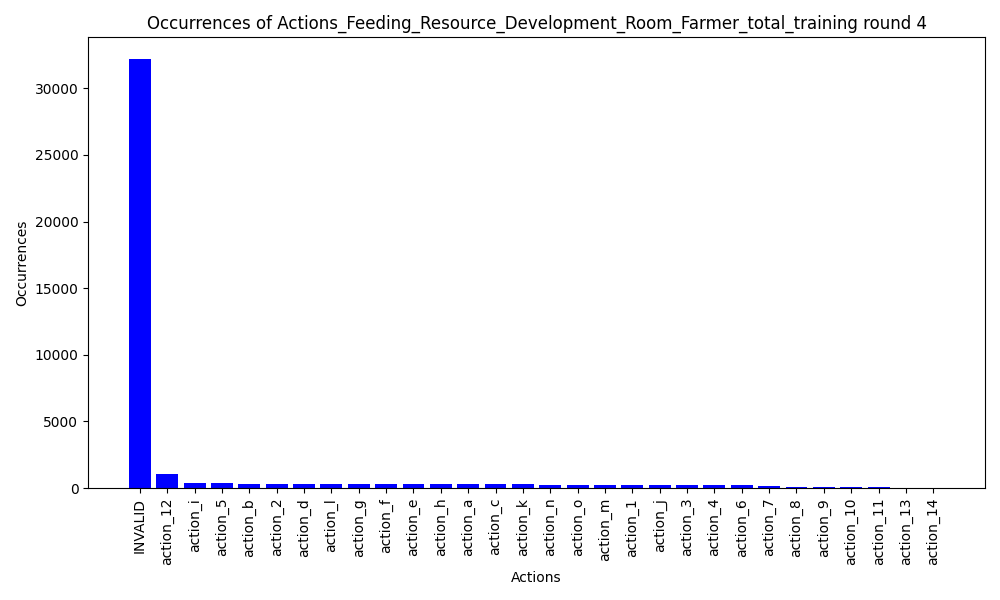 Occurrences of Actions_Feeding_Resource_Development_Room_Farmer_total_training round 4
30000
25000
20000
15000
10000
5000
0
Occurrences
INVALID
action_12
action_i
action_5
action_b
action_2
action_d
action_l
action_g
action_f
action_e
action_h
action_a
action_c
action_k
action_n
action_o
action_m
action_1
action_j
action_3
action_4
action_6
action_7
action_8
action_9
action_10
action_11
action_13
action_14
Actions